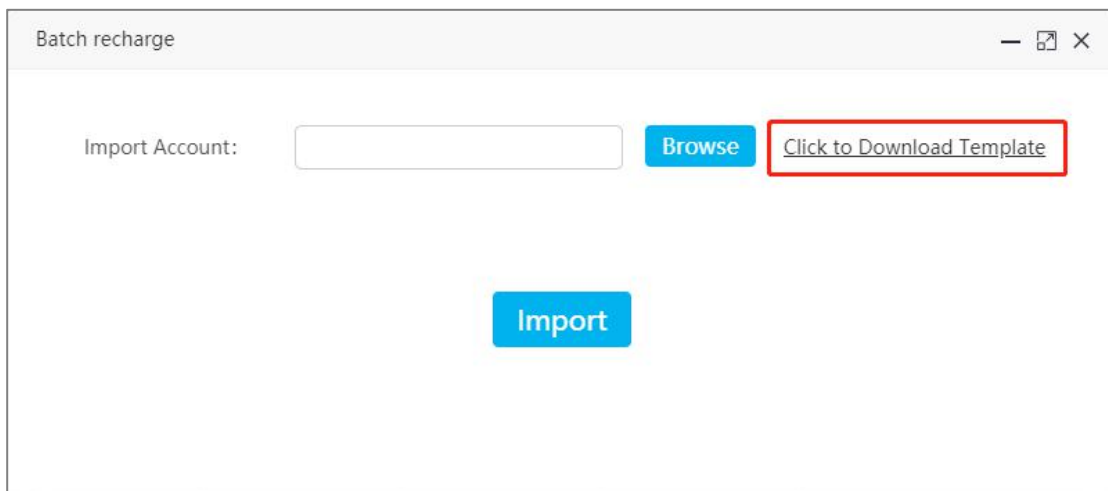 Batch recharge
Import Account: Browse Click to Download Template
Import